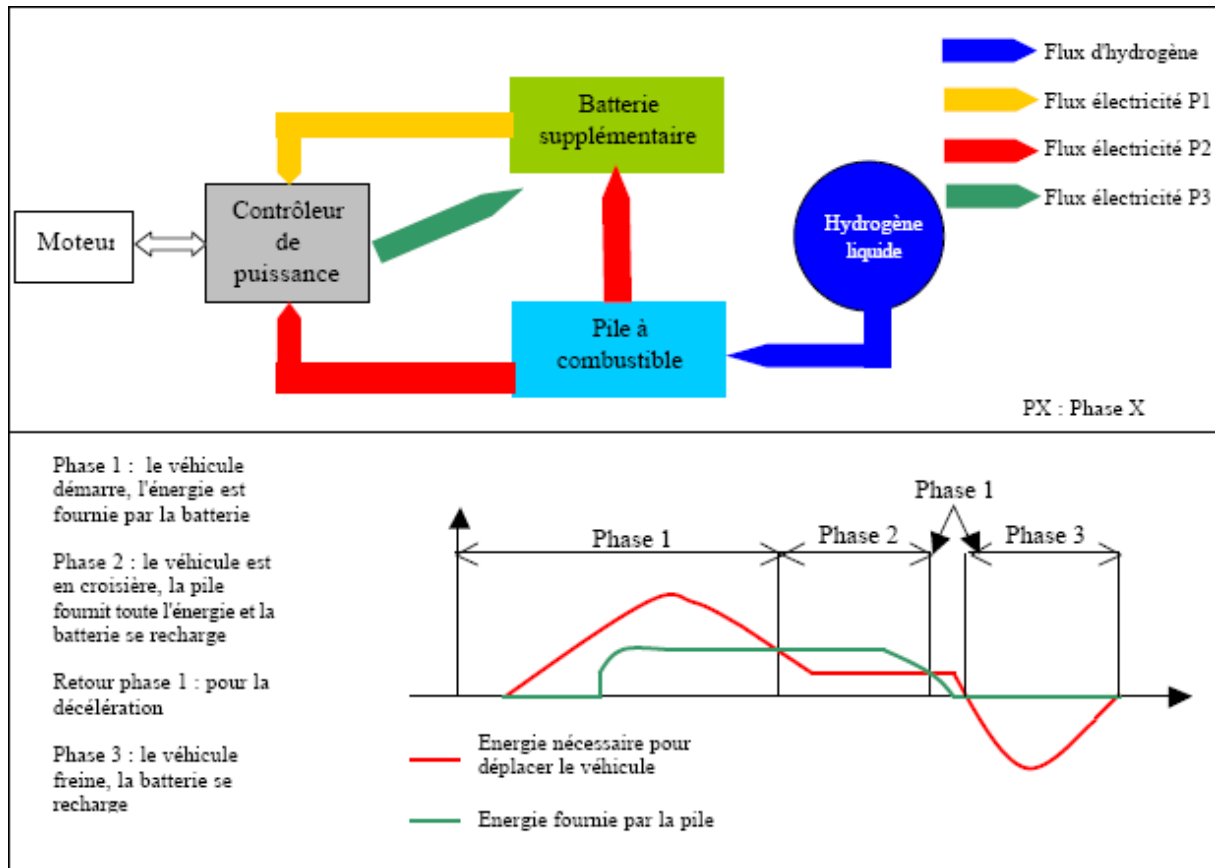 Flux d'hydrogène
Batterie
supplémentaire
Flux électricité P1
Flux électricité P2
Flux électricité P3
Contrôleur
de
puissance
Moteur
Hydrogène
liquide
Pile à
combustible
PX : Phase X
Phase 1 : le véhicule
démarre, l'énergie est
fournie par la batterie
Phase 2 : le véhicule est
en croisière, la pile
fournit toute l'énergie et la
batterie se recharge
Retour phase 1 : pour la
décélération
Phase 3 : le véhicule
freine, la batterie se
recharge
Phase 1
Phase 1
Phase 2
Phase 3
Energie nécessaire pour
déplacer le véhicule
Energie fournie par la pile